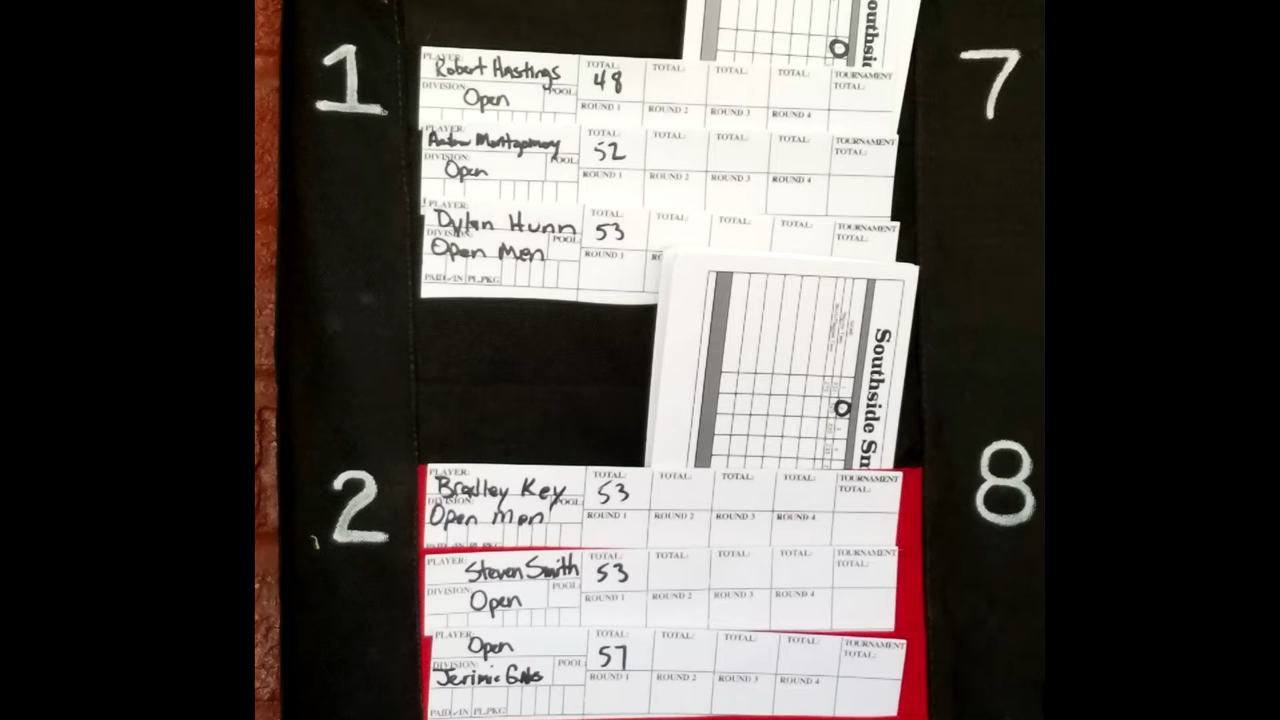 1
7
outhsi
PLAYER: Robert Hastings TOTAL: 48 TOTAL: TOTAL: TOTAL: TOURNAMENT TOTAL:
DIVISION: Open POOL: ROUND 1 ROUND 2 ROUND 3 ROUND 4
PLAYER: Montgomery TOTAL: 52 TOTAL: TOTAL: TOTAL: TOURNAMENT TOTAL:
DIVISION: Open POOL: ROUND 1 ROUND 2 ROUND 3 ROUND 4
PLAYER: Dylan Hunn TOTAL: 53 TOTAL: TOTAL: TOTAL: TOURNAMENT TOTAL:
DIVISION: Open Men POOL: ROUND 1
PAID/IN PL.PKG
Southside Sn
2
8
PLAYER: Bradley Key TOTAL: 53 TOTAL: TOTAL: TOTAL: TOURNAMENT TOTAL:
DIVISION: Open Men POOL: ROUND 1 ROUND 2 ROUND 3 ROUND 4
PLAYER: Steven Smith TOTAL: 53 TOTAL: TOTAL: TOTAL: TOURNAMENT TOTAL:
DIVISION: Open POOL: ROUND 1 ROUND 2 ROUND 3 ROUND 4
PLAYER: Open TOTAL: 57 TOTAL: TOTAL: TOTAL: TOURNAMENT TOTAL:
DIVISION: POOL: ROUND 1 ROUND 2 ROUND 3 ROUND 4
PAID/IN PL.PKG